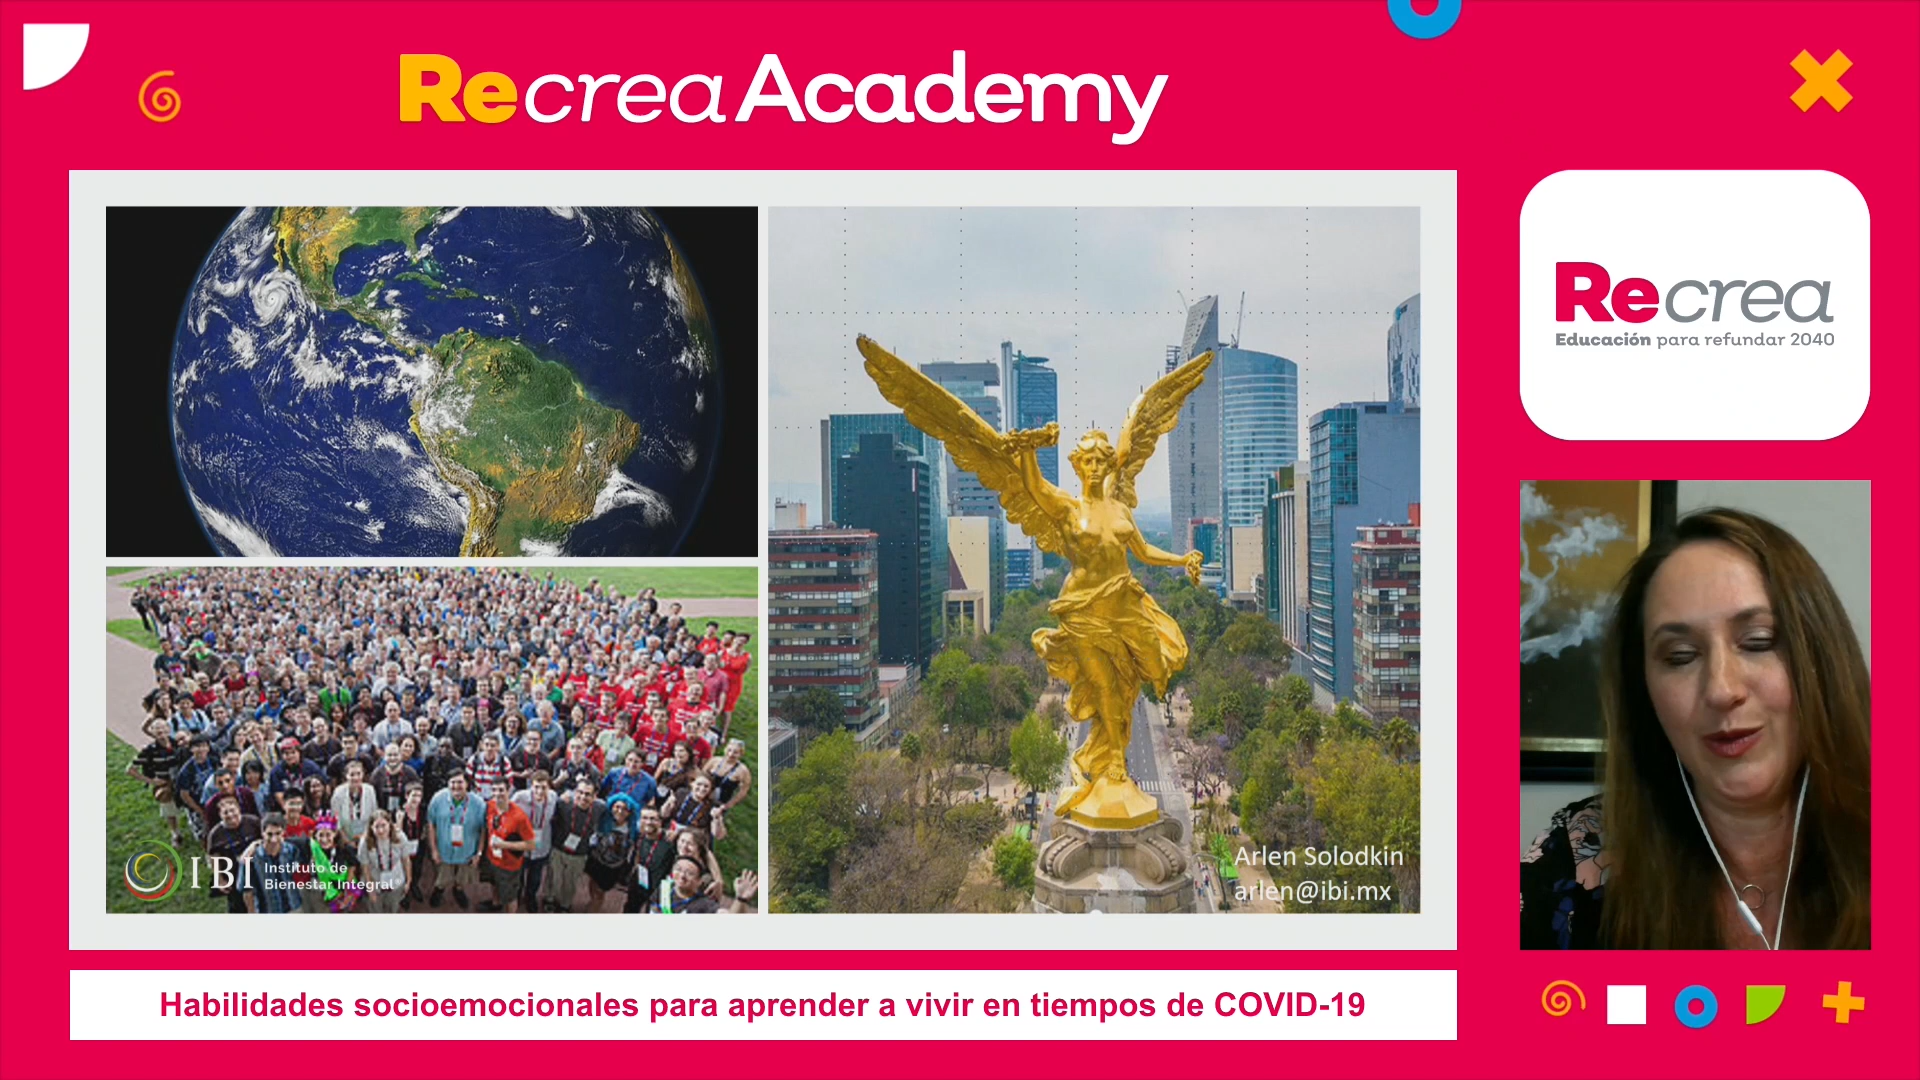 Recrea Academy
Recrea
Educación para refundar 2040
IBI Instituto de
Bienestar Integral®
Arlen Solodkin
arlen@ibi.mx
Habilidades socioemocionales para aprender a vivir en tiempos de COVID-19